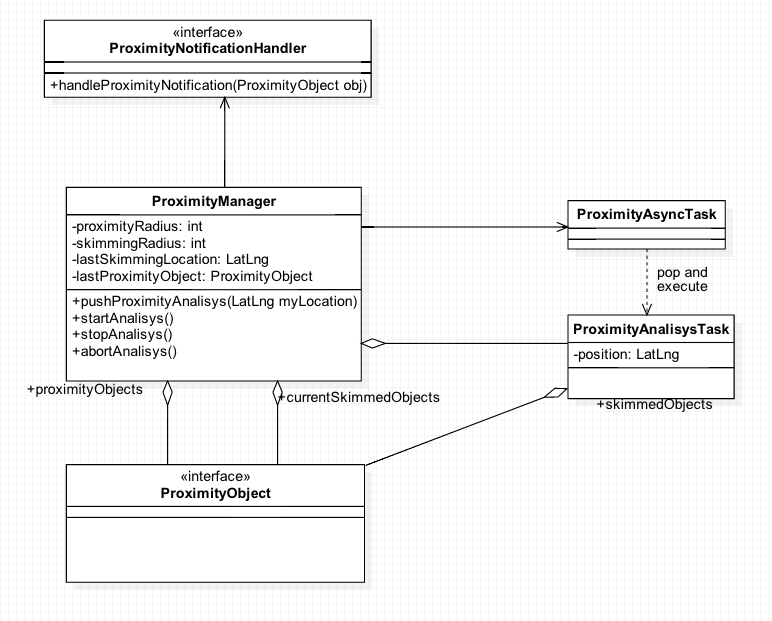 «interface»
ProximityNotificationHandler
+handleProximityNotification(ProximityObject obj)
ProximityManager
-proximityRadius: int
-skimmingRadius: int
-lastSkimmingLocation: LatLng
-lastProximityObject: ProximityObject
+pushProximityAnalisys(LatLng myLocation)
+startAnalisys()
+stopAnalisys()
+abortAnalisys()
ProximityAsyncTask
pop and
execute
ProximityAnalisysTask
-position: LatLng
+skimmedObjects
+proximityObjects
+currentSkimmedObjects
«interface»
ProximityObject